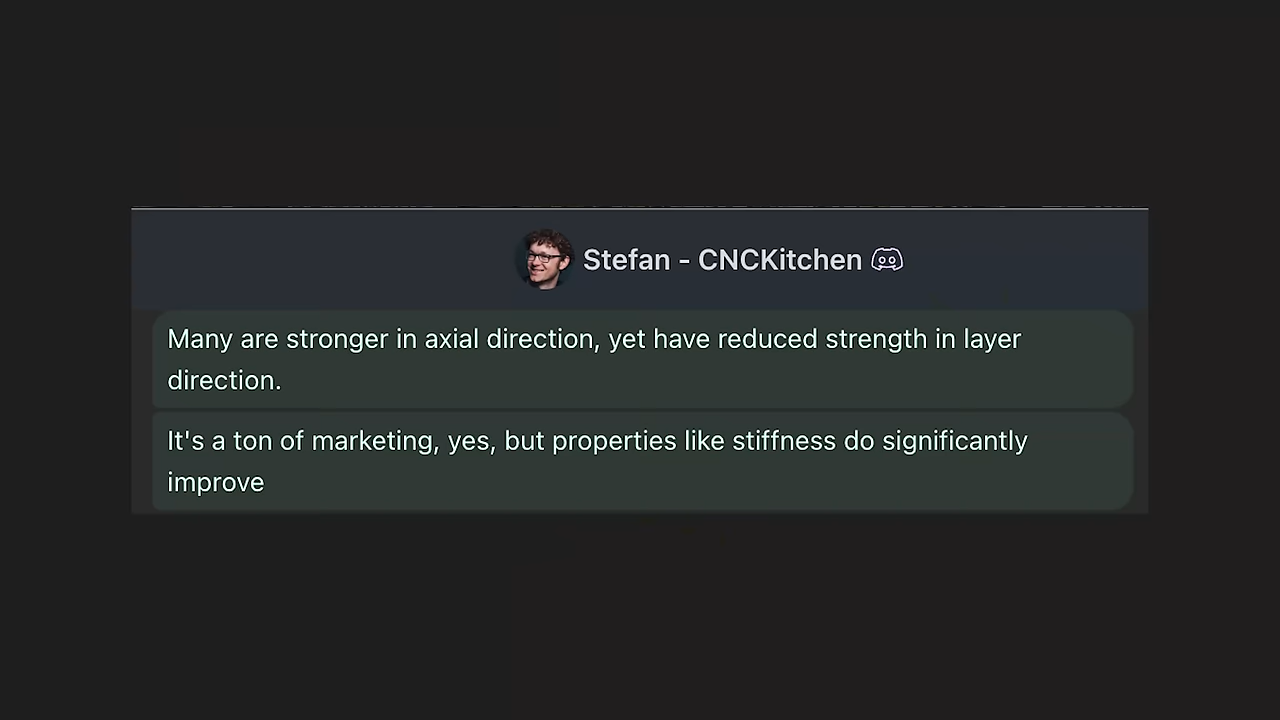 Stefan - CNCKitchen
Many are stronger in axial direction, yet have reduced strength in layer
direction.
It's a ton of marketing, yes, but properties like stiffness do significantly
improve